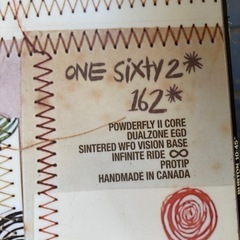 ONE SIXTY 2*
162*
POWDERFLY II CORE
DUALZONE EGD
SINTERED WFO VISION BASE
INFINITE RIDE ∞
PROTIP
HANDMADE IN CANADA